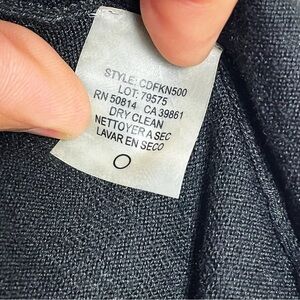 STYLE: CDFKN500
LOT: 79575
RN 50814 CA 39861
DRY CLEAN
NETTOYER A SEC
LAVAR EN SECO